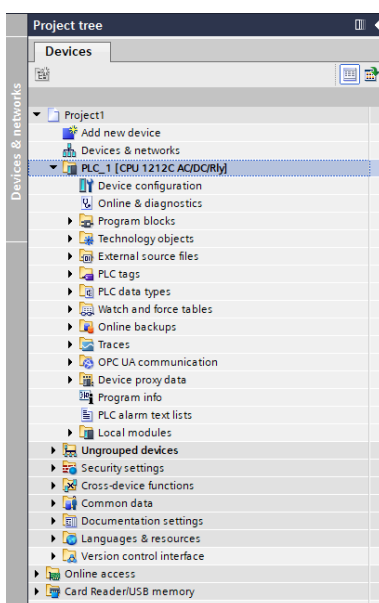 Project tree
Devices
Devices & networks
Project1
Add new device
Devices & networks
PLC_1 [CPU 1212C AC/DC/Rly]
Device configuration
Online & diagnostics
Program blocks
Technology objects
External source files
PLC tags
PLC data types
Watch and force tables
Online backups
Traces
OPC UA communication
Device proxy data
Program info
PLC alarm text lists
Local modules
Ungrouped devices
Security settings
Cross-device functions
Common data
Documentation settings
Languages & resources
Version control interface
Online access
Card Reader/USB memory